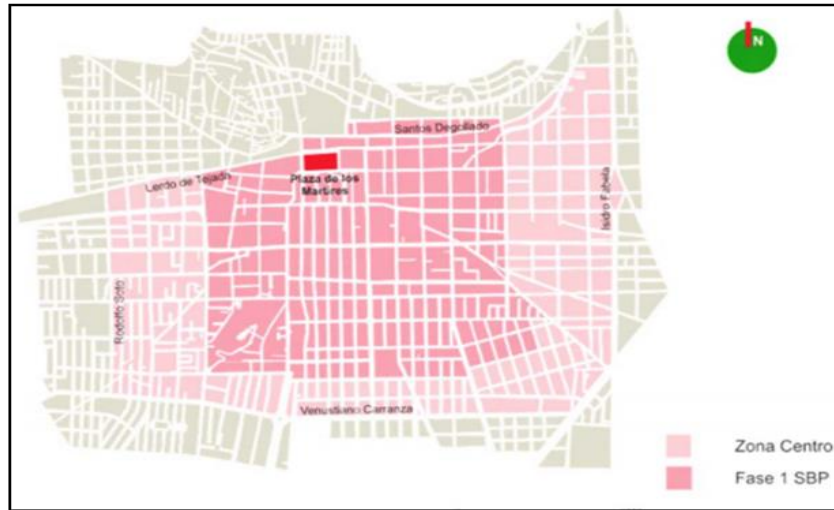 N
Santos Degollado
Lerdo de Tejada
Plaza de los
Martires
Isidro Fabela
Rodolfo Soto
Venustiano Carranza
Zona Centro
Fase 1 SBP